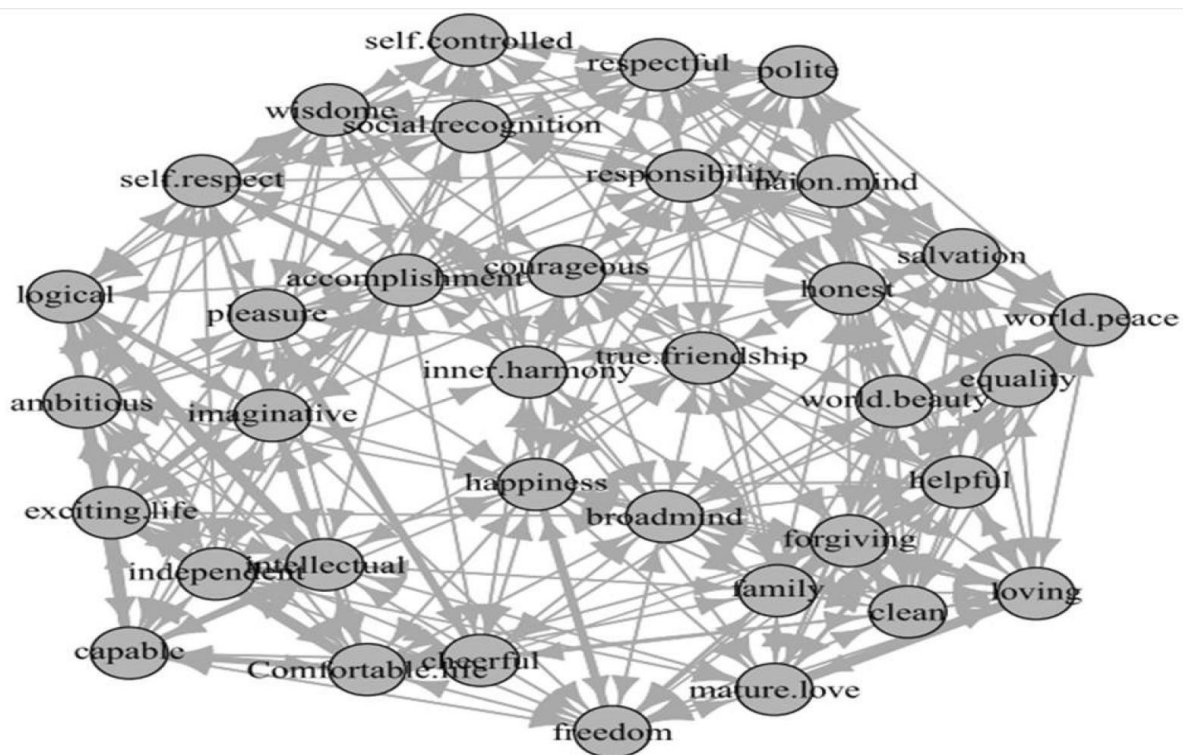 self.controlled
respectful
polite
wisdome
social.recognition
self.respect
responsibility
naion.mind
salvation
accomplishment
courageous
logical
pleasure
honest
world.peace
inner.harmony
true.friendship
equality
ambitious
imaginative
world.beauty
happiness
helpful
exciting.life
broadmind
forgiving
independent
intellectual
family
clean
loving
capable
Comfortable.life
cheerful
mature.love
freedom